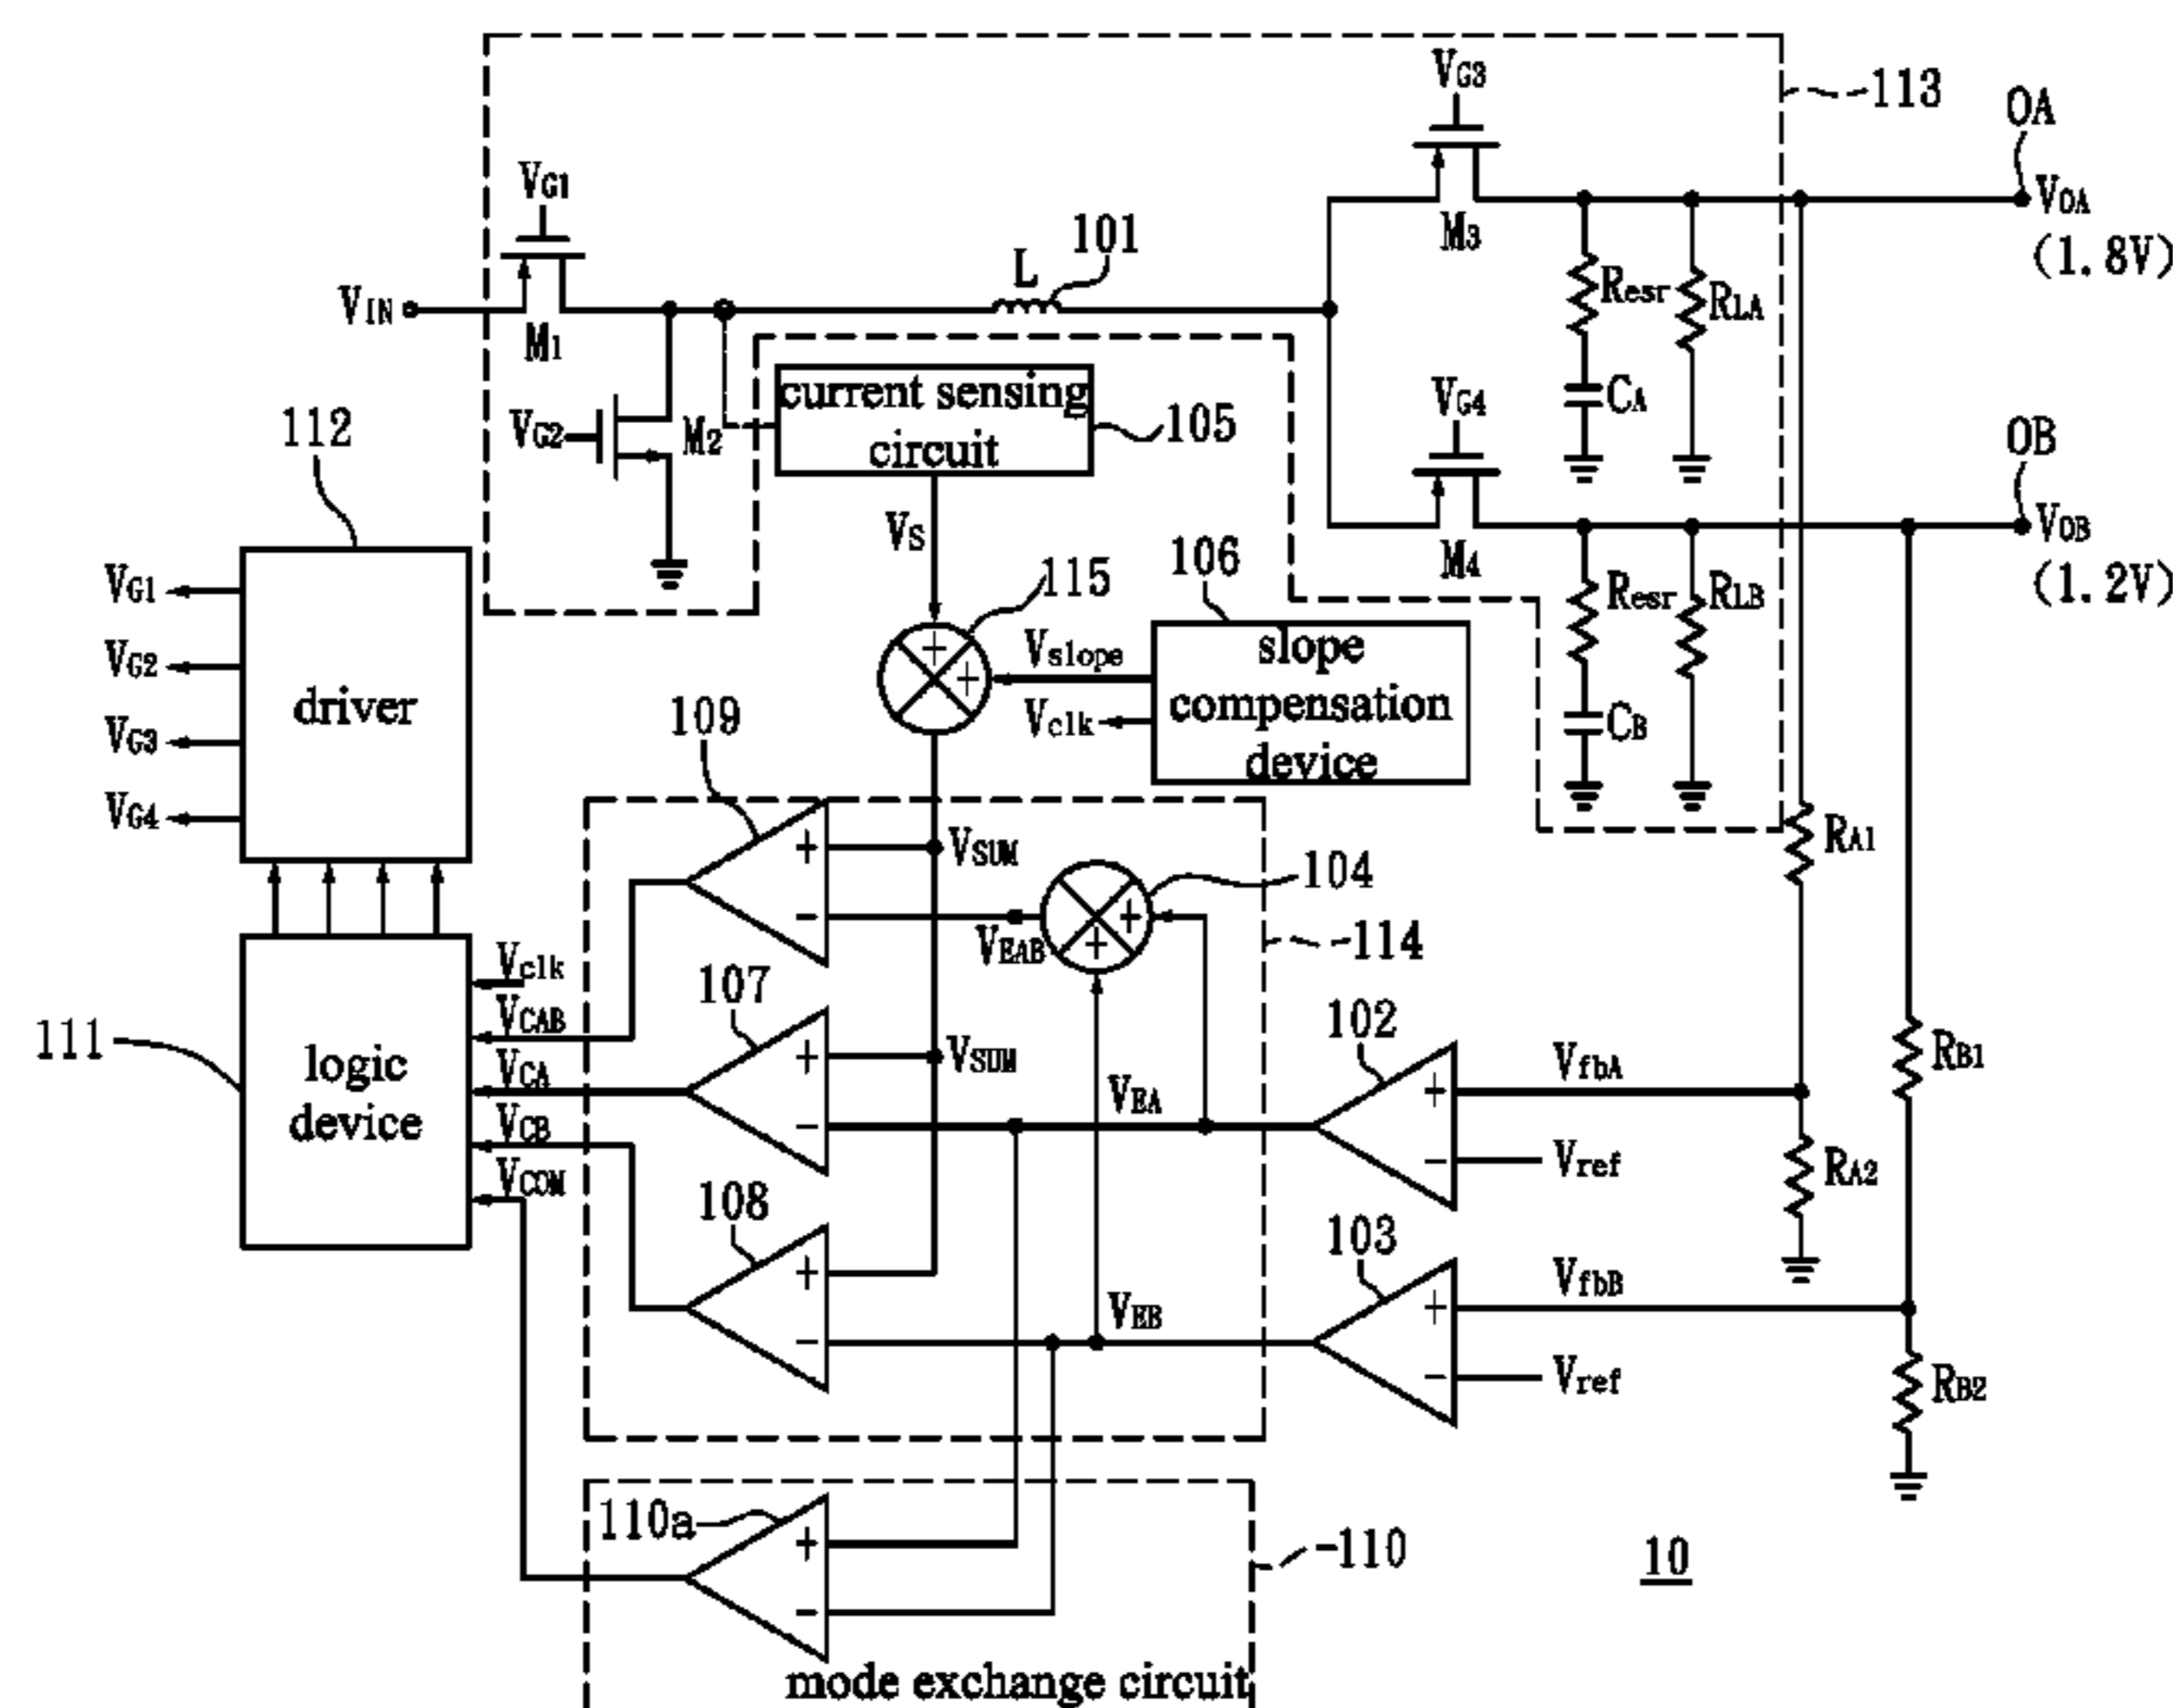 VG3
113
OA
VG1
101
L
VOA
(1.8V)
M3
VIN
M1
Resr
RLA
current sensing
circuit
105
VG4
CA
112
VG2
M2
OB
VOB
(1.2V)
VS
106
M4
115
Resr
RLB
VG1
VG2
VG3
VG4
driver
Vslope
Vclk
slope
compensation
device
CB
109
+
+
+
VSUM
104
RA1
-
VEAB
+
+
114
Vclk
VCAB
VCA
VCB
VCOM
107
102
111
logic
device
+
VSUM
VfbA
RB1
VEA
+
-
-
Vref
RA2
108
103
+
VfbB
VEB
+
-
-
Vref
RB2
110a
+
-110
10
-
mode exchange circuit